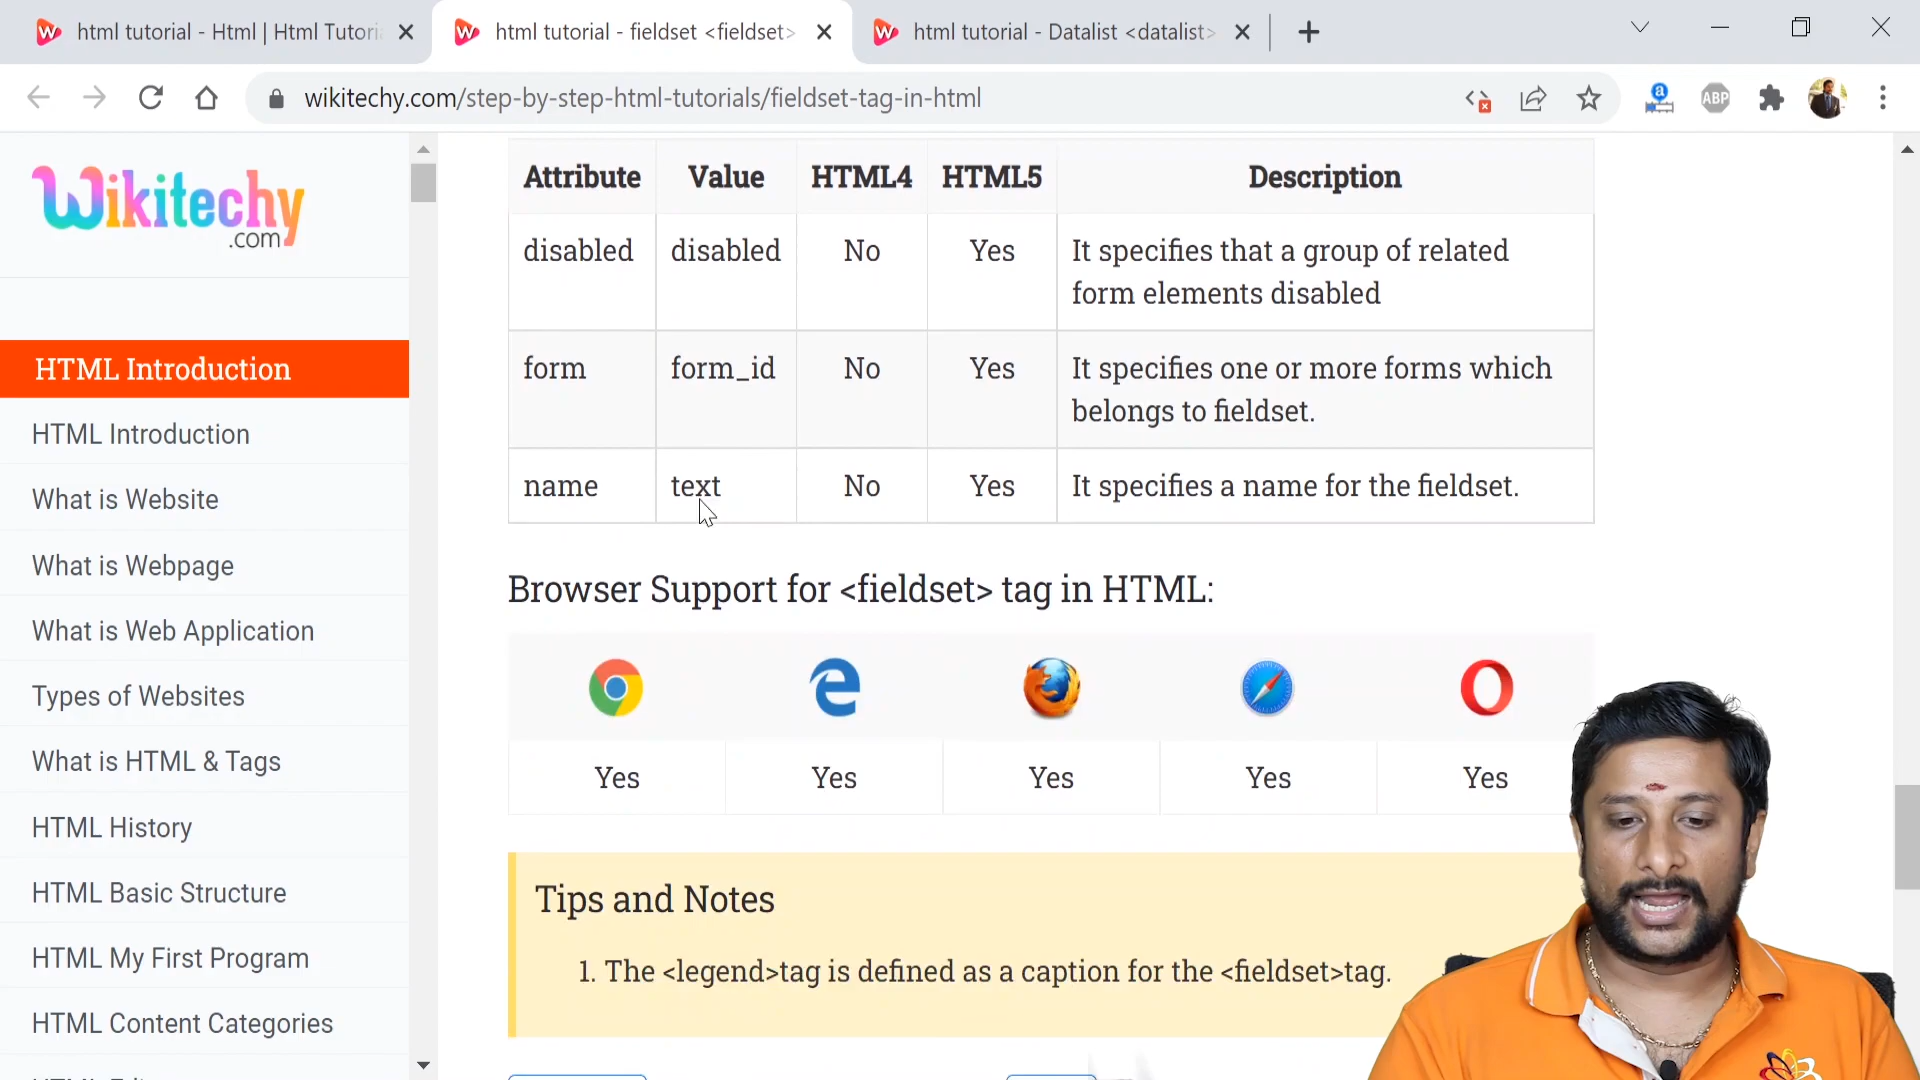 html tutorial - Html | Html Tutori
html tutorial - fieldset <fieldset>
html tutorial - Datalist <datalist>
wikitechy.com/step-by-step-html-tutorials/fieldset-tag-in-html
a
ABP
Wikitechy
.com
HTML Introduction
HTML Introduction
What is Website
What is Webpage
What is Web Application
Types of Websites
What is HTML & Tags
HTML History
HTML Basic Structure
HTML My First Program
HTML Content Categories
Attribute Value HTML4 HTML5 Description
disabled disabled No Yes It specifies that a group of related
form elements disabled
form form_id No Yes It specifies one or more forms which
belongs to fieldset.
name text No Yes It specifies a name for the fieldset.
Browser Support for <fieldset> tag in HTML:
Yes Yes Yes Yes Yes
Tips and Notes
1. The <legend>tag is defined as a caption for the <fieldset>tag.